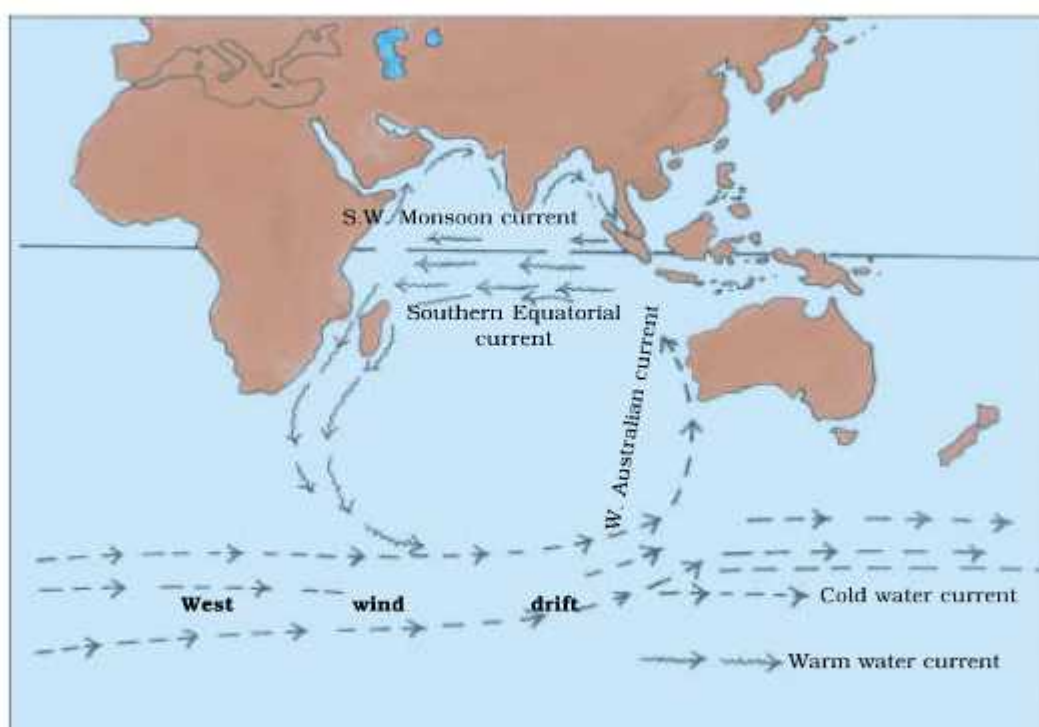 S.W. Monsoon current
Southern Equatorial
current
W. Australian current
West wind drift
Cold water current
Warm water current